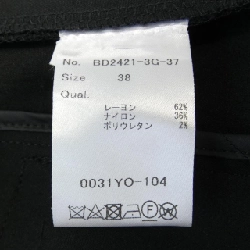 No. BD2421-3G-37
Size 38
Qual.
レーヨン 62%
ナイロン 36%
ポリウレタン 2%
0031YO-104